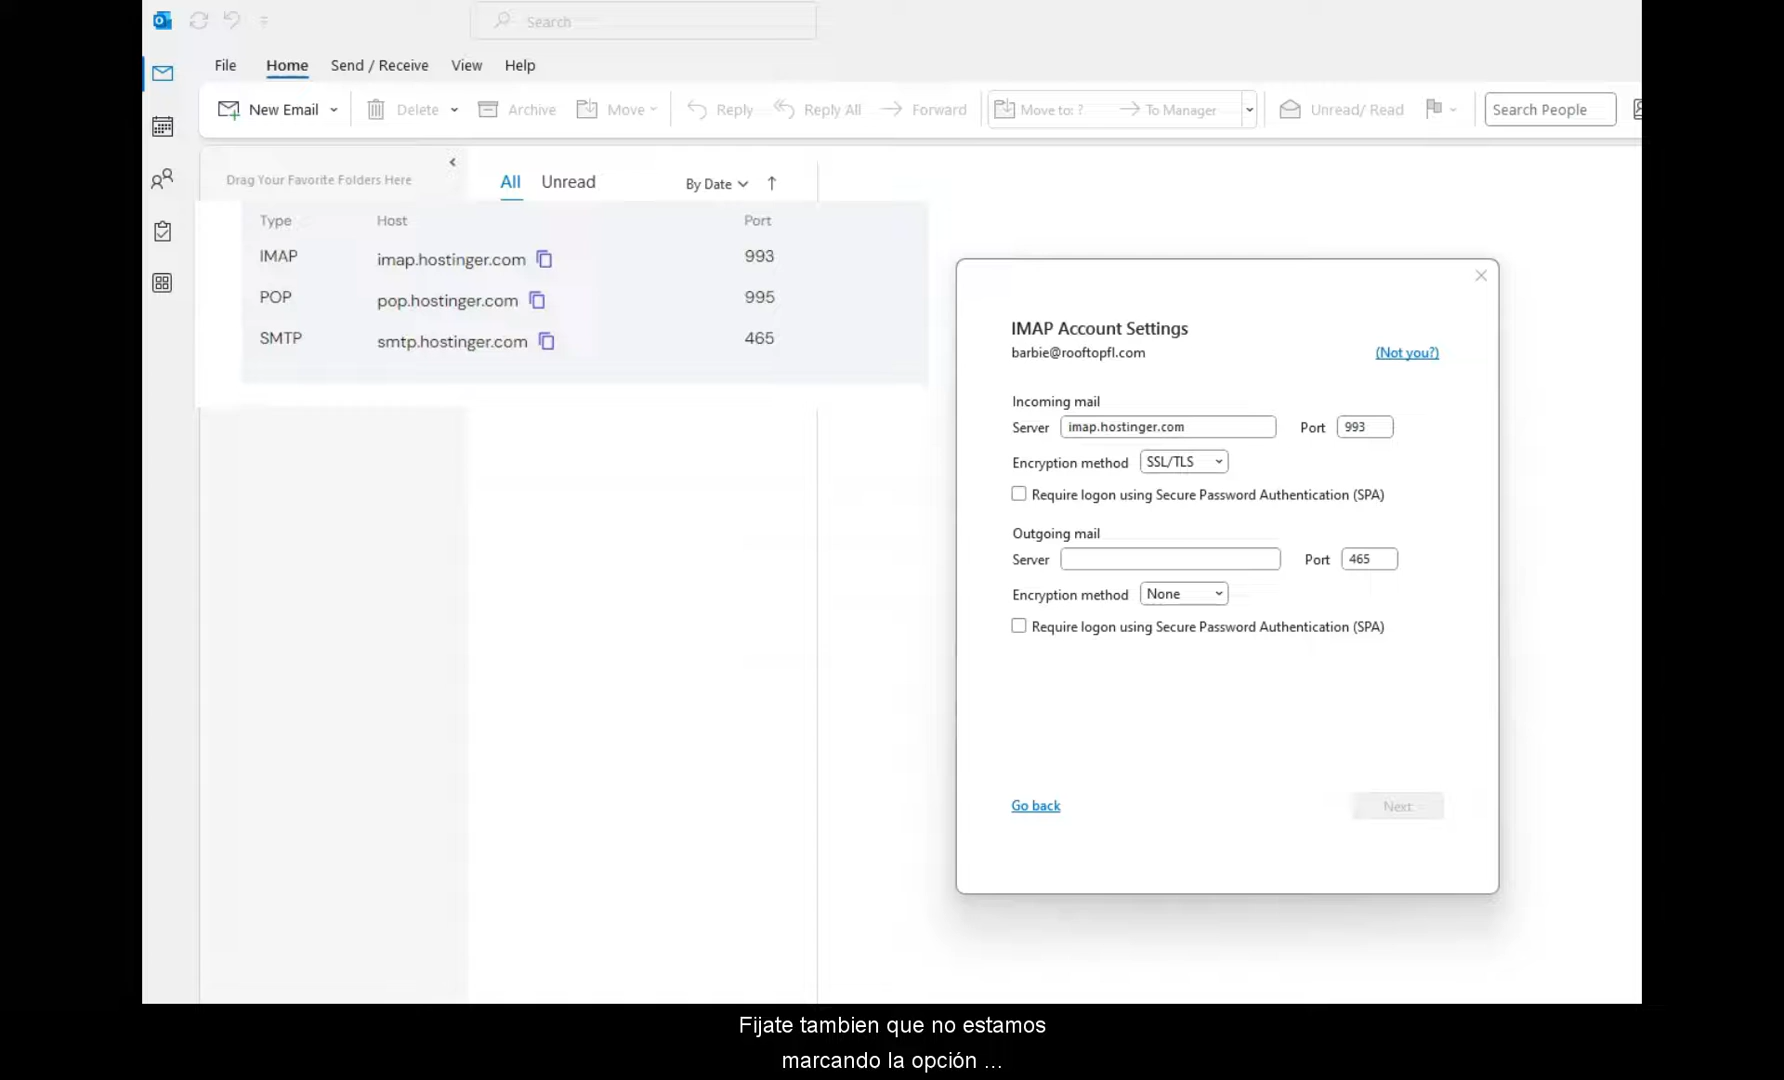 Search
File Home Send / Receive View Help
New Email Delete Archive Move Reply Reply All Forward Move to: ? To Manager Unread/ Read Search People
Drag Your Favorite Folders Here
All Unread By Date
Type Host Port
IMAP imap.hostinger.com 993
POP pop.hostinger.com 995
SMTP smtp.hostinger.com 465
IMAP Account Settings
barbie@rooftopfl.com (Not you?)
Incoming mail
Server imap.hostinger.com Port 993
Encryption method SSL/TLS
Require logon using Secure Password Authentication (SPA)
Outgoing mail
Server Port 465
Encryption method None
Require logon using Secure Password Authentication (SPA)
Go back Next
Fijate tambien que no estamos
marcando la opción ...